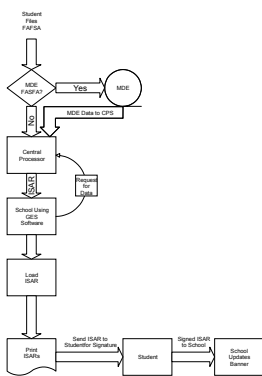 Student
Files
FAFSA
MDE
FASFA?
Yes
MDE
No
MDE Data to CPS
Central
Processor
ISAR
Request
for
Data
School Using
GES
Software
Load
ISAR
Print
ISARs
Send ISAR to
Studentfor Signature
Student
Signed ISAR
to School
School
Updates
Banner